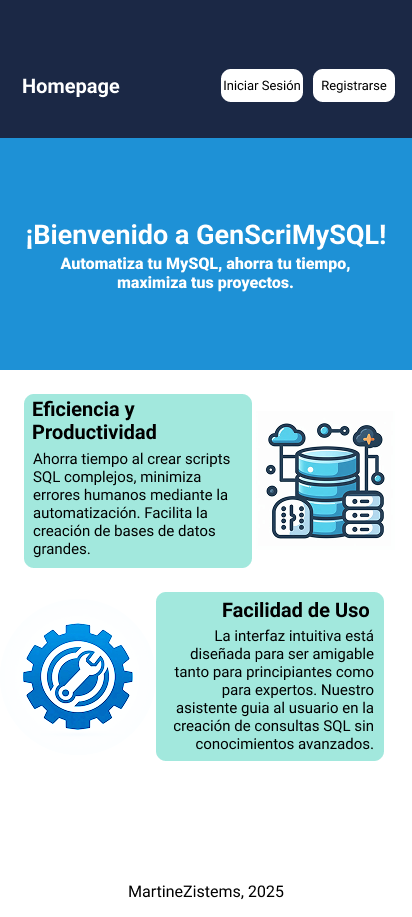 Homepage
Iniciar Sesión
Registrarse
¡Bienvenido a GenScriMySQL!
Automatiza tu MySQL, ahorra tu tiempo,
maximiza tus proyectos.
Eficiencia y
Productividad
Ahorra tiempo al crear scripts
SQL complejos, minimiza
errores humanos mediante la
automatización. Facilita la
creación de bases de datos
grandes.
Facilidad de Uso
La interfaz intuitiva está
diseñada para ser amigable
tanto para principiantes como
para expertos. Nuestro
asistente guia al usuario en la
creación de consultas SQL sin
conocimientos avanzados.
MartineZistems, 2025